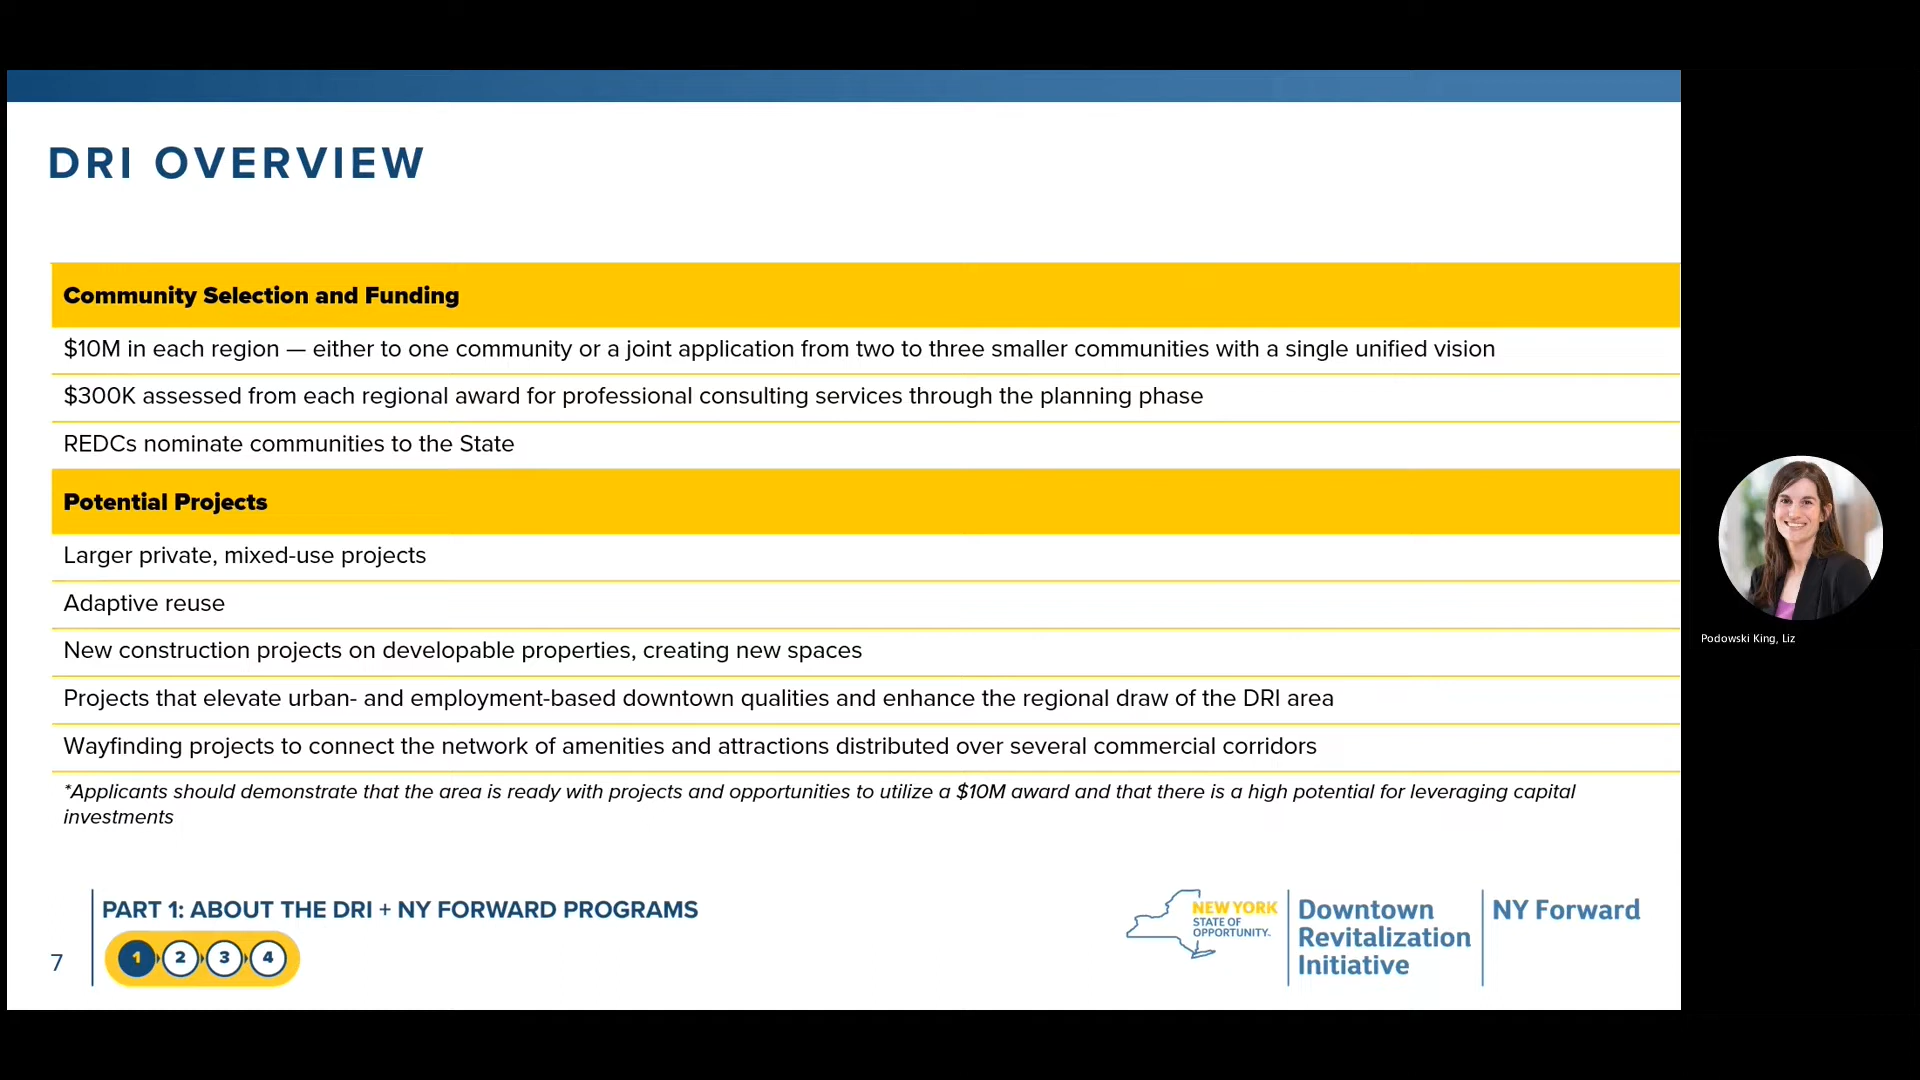 DRI OVERVIEW
Community Selection and Funding
$10M in each region — either to one community or a joint application from two to three smaller communities with a single unified vision
$300K assessed from each regional award for professional consulting services through the planning phase
REDCs nominate communities to the State
Potential Projects
Larger private, mixed-use projects
Adaptive reuse
New construction projects on developable properties, creating new spaces
Projects that elevate urban- and employment-based downtown qualities and enhance the regional draw of the DRI area
Wayfinding projects to connect the network of amenities and attractions distributed over several commercial corridors
*Applicants should demonstrate that the area is ready with projects and opportunities to utilize a $10M award and that there is a high potential for leveraging capital
investments
Podowski King, Liz
7
PART 1: ABOUT THE DRI + NY FORWARD PROGRAMS
1 2 3 4
NEW YORK
STATE OF
OPPORTUNITY.
Downtown
Revitalization
Initiative
NY Forward